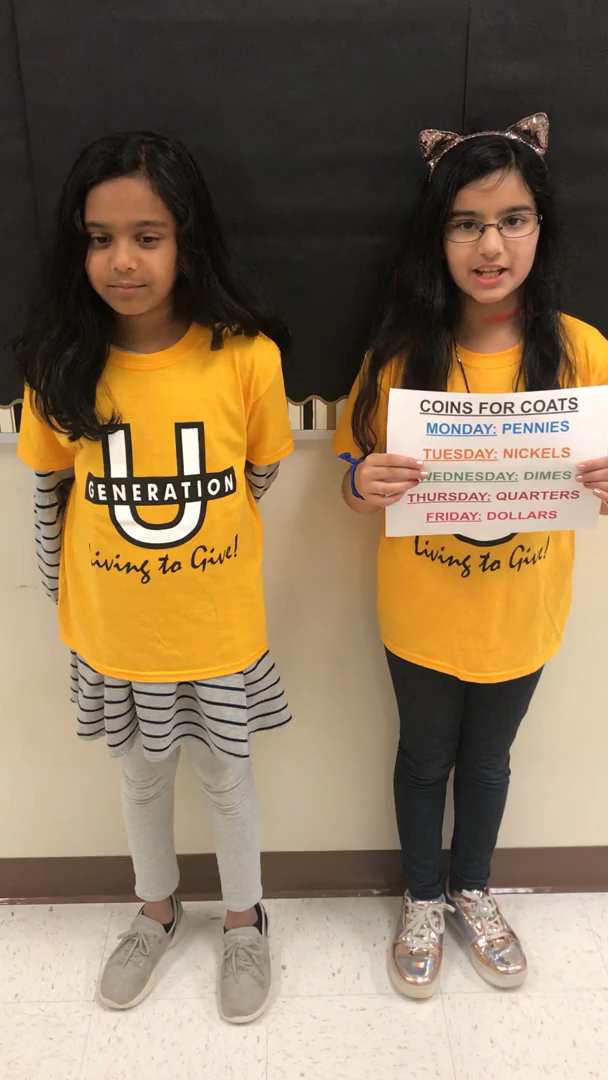 U
GENERATION
Living to Give!
COINS FOR COATS
MONDAY: PENNIES
TUESDAY: NICKELS
WEDNESDAY: DIMES
THURSDAY: QUARTERS
FRIDAY: DOLLARS
Living to Give!